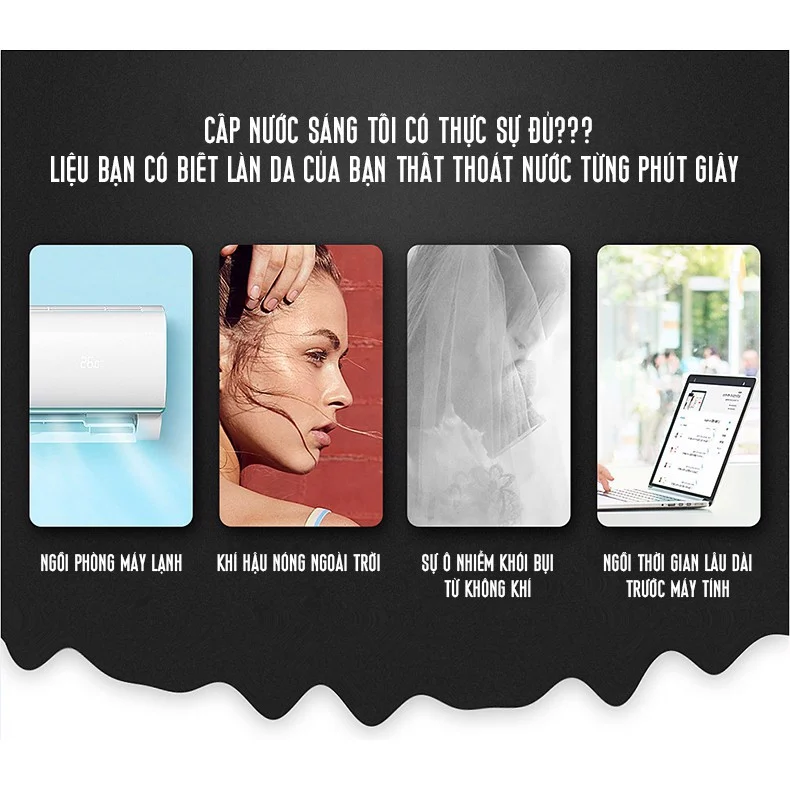 CẤP NƯỚC SÁNG TỐI CÓ THỰC SỰ ĐỦ???
LIỆU BẠN CÓ BIẾT LÀN DA CỦA BẠN THẤT THOÁT NƯỚC TỪNG PHÚT GIÂY
NGỒI PHÒNG MÁY LẠNH
KHÍ HẬU NÓNG NGOÀI TRỜI
SỰ Ô NHIỄM KHÓI BỤI
TỪ KHÔNG KHÍ
NGỒI THỜI GIAN LÂU DÀI
TRƯỚC MÁY TÍNH